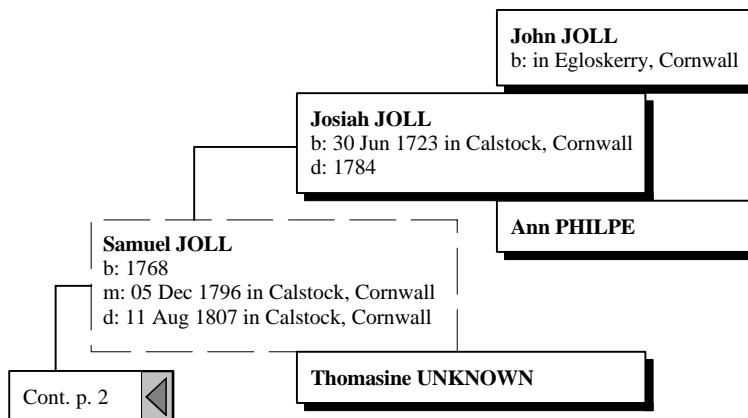 John JOLL
b: in Egloskerry, Cornwall
Josiah JOLL
b: 30 Jun 1723 in Calstock, Cornwall
d: 1784
Ann PHILPE
Samuel JOLL
b: 1768
m: 05 Dec 1796 in Calstock, Cornwall
d: 11 Aug 1807 in Calstock, Cornwall
Thomasine UNKNOWN
Cont. p. 2